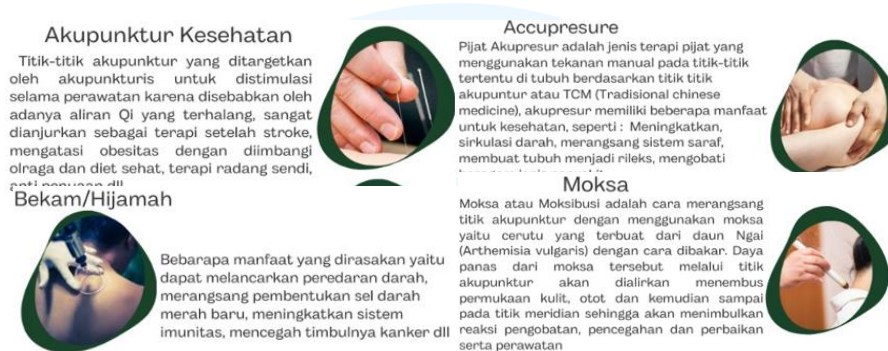 Akupunktur Kesehatan
Titik-titik akupunktur yang ditargetkan
oleh akupunkturis untuk distimulasi
selama perawatan karena disebabkan oleh
adanya aliran Qi yang terhalang, sangat
dianjurkan sebagai terapi setelah stroke,
mengatasi obesitas dengan diimbangi
olraga dan diet sehat, terapi radang sendi,
anti penuaan dll
Accupresure
Pijat Akupresur adalah jenis terapi pijat yang
menggunakan tekanan manual pada titik-titik
tertentu di tubuh berdasarkan titik titik
akupuntur atau TCM (Tradisional chinese
medicine), akupresur memiliki beberapa manfaat
untuk kesehatan, seperti : Meningkatkan,
sirkulasi darah, merangsang sistem saraf,
membuat tubuh menjadi rileks, mengobati
Bekam/Hijamah
Bebarapa manfaat yang dirasakan yaitu
dapat melancarkan peredaran darah,
merangsang pembentukan sel darah
merah baru, meningkatkan sistem
imunitas, mencegah timbulnya kanker dll
Moksa
Moksa atau Moksibusi adalah cara merangsang
titik akupunktur dengan menggunakan moksa
yaitu cerutu yang terbuat dari daun Ngai
(Arthemisia vulgaris) dengan cara dibakar. Daya
panas dari moksa tersebut melalui titik
akupunktur akan dialirkan menembus
permukaan kulit, otot dan kemudian sampai
pada titik meridian sehingga akan menimbulkan
reaksi pengobatan, pencegahan dan perbaikan
serta perawatan